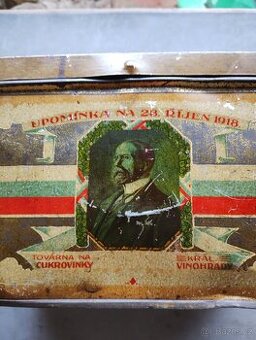 UPOMÍNKA NA 28. ŘÍJEN 1918.
TOVÁRNA NA
CUKROVINKY
KRÁL.
VINOHRADY